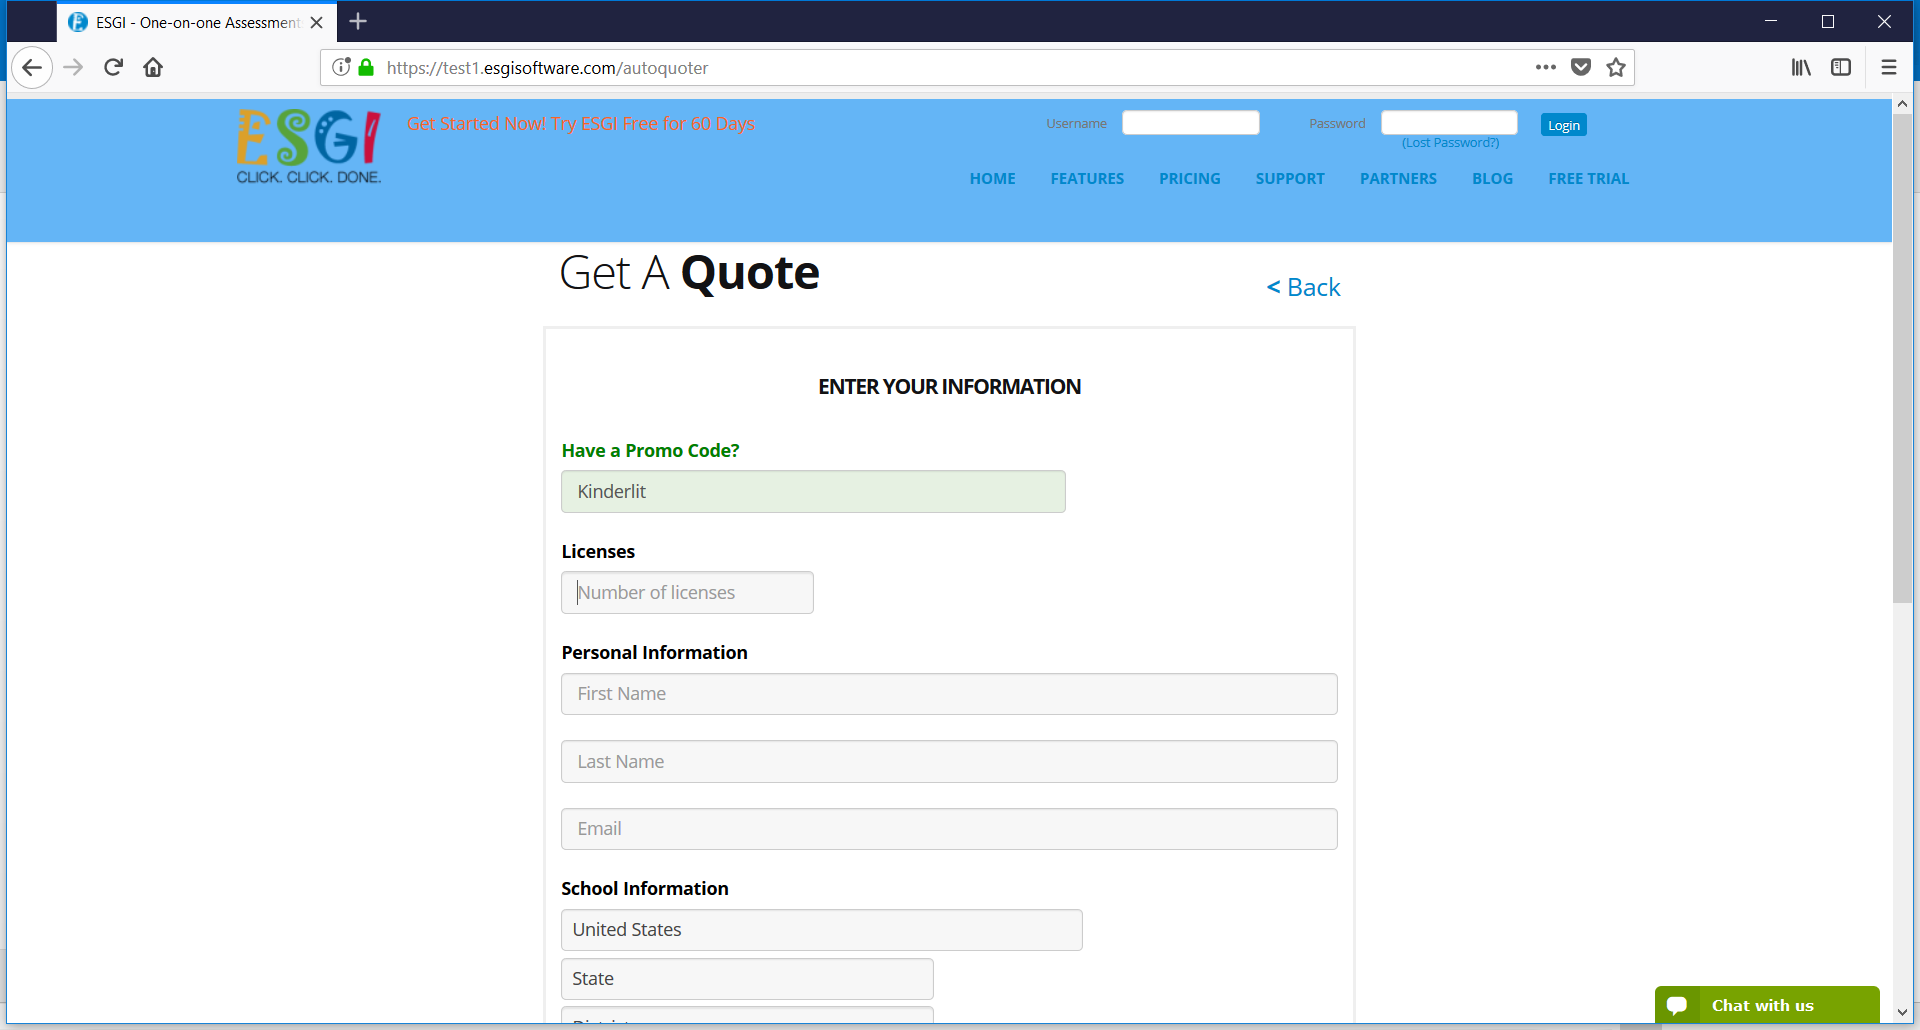 ESGI - One-on-one Assessment
https://test1.esgisoftware.com/autoquoter
ESGI
CLICK. CLICK. DONE.
Get Started Now! Try ESGI Free for 60 Days
Username
Password
Login
(Lost Password?)
HOME FEATURES PRICING SUPPORT PARTNERS BLOG FREE TRIAL
Get A Quote
< Back
ENTER YOUR INFORMATION
Have a Promo Code?
Kinderlit
Licenses
Number of licenses
Personal Information
First Name
Last Name
Email
School Information
United States
State
Chat with us